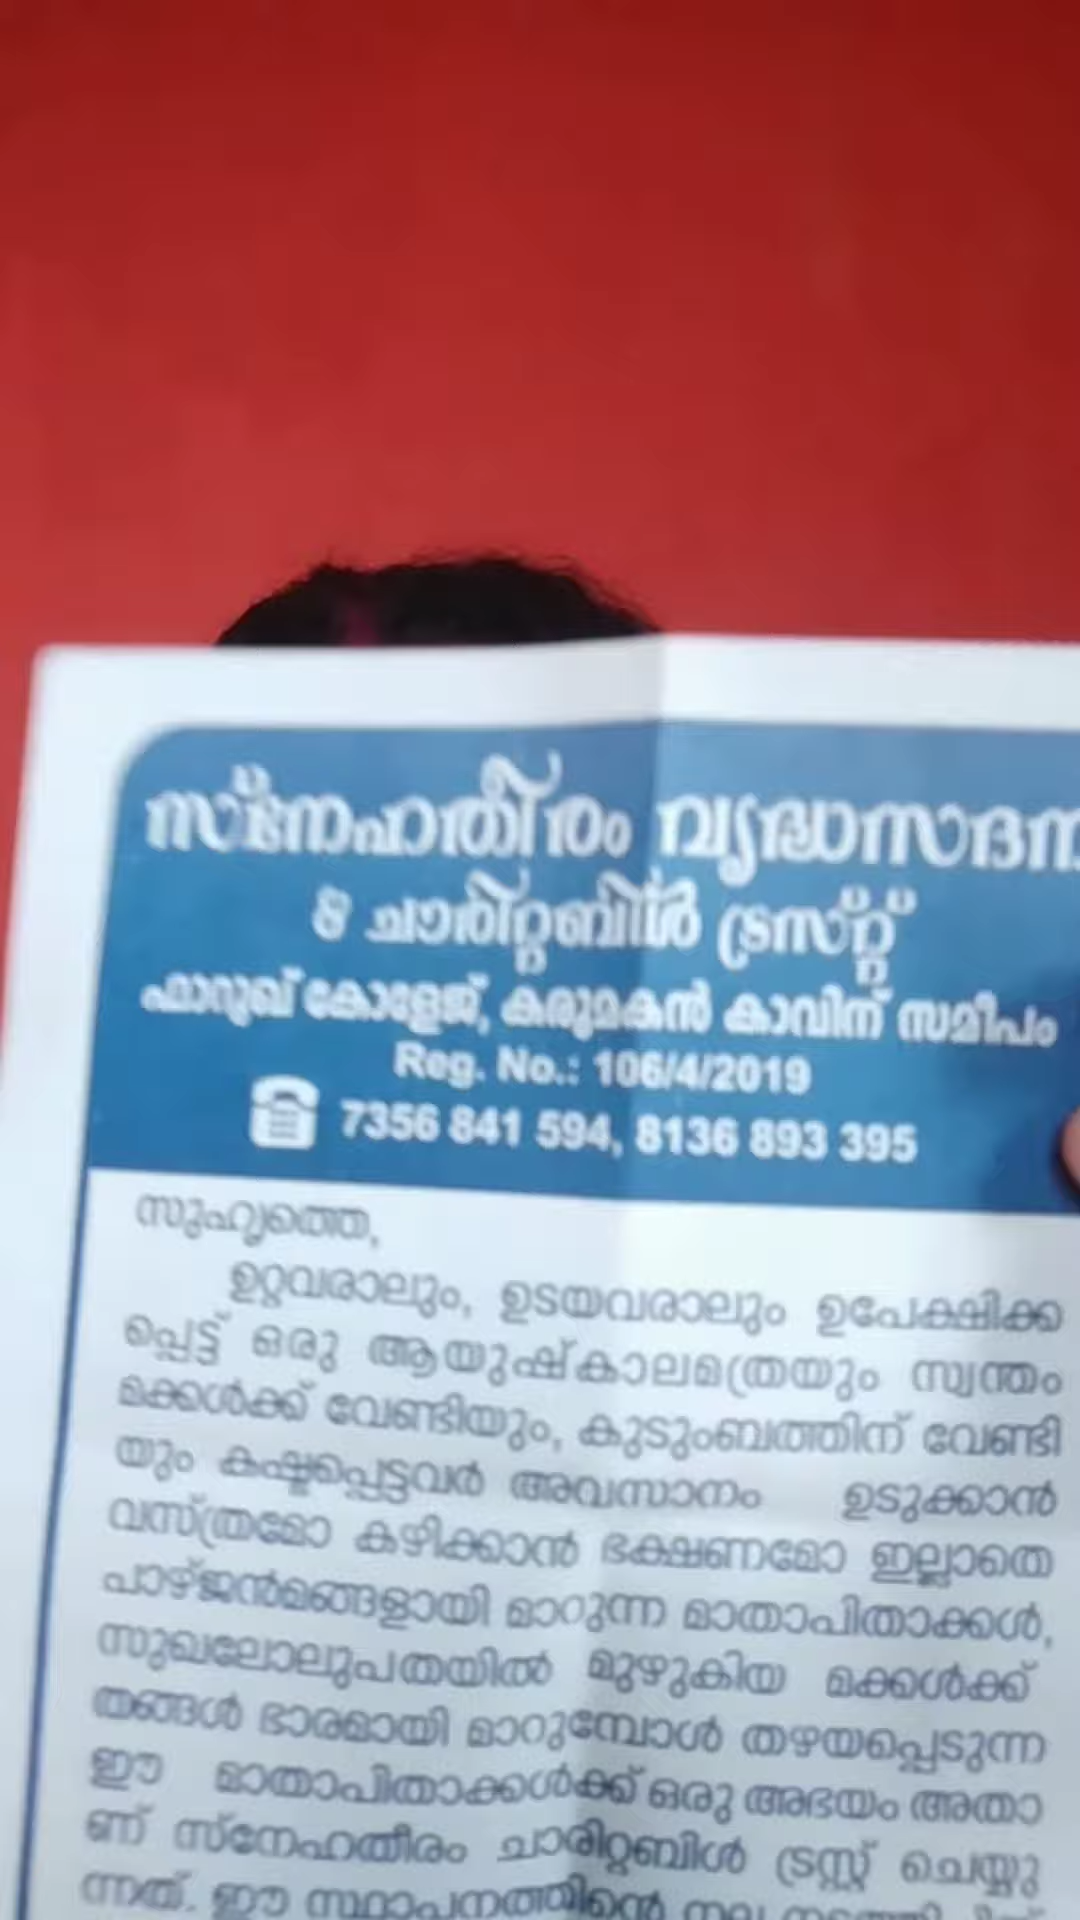 സ്നേഹതീരം വൃദ്ധസദന
& ചാരിറ്റബിൾ ട്രസ്റ്റ്
ഫാറൂഖ് കോളേജ്, കരുമകൻ കാവിന് സമീപം
Reg. No.: 106/4/2019
7356 841 594, 8136 893 395
സുഹൃത്തെ,
ഉറ്റവരാലും, ഉടയവരാലും ഉപേക്ഷിക്ക
പ്പെട്ട് ഒരു ആയുഷ്കാലമത്രയും സ്വന്തം
മക്കൾക്ക് വേണ്ടിയും, കുടുംബത്തിന് വേണ്ടി
യും കഷ്ടപ്പെട്ടവർ അവസാനം ഉടുക്കാൻ
വസ്ത്രമോ കഴിക്കാൻ ഭക്ഷണമോ ഇല്ലാതെ
പാഴ്ജൻമങ്ങളായി മാറുന്ന മാതാപിതാക്കൾ,
സുഖലോലുപതയിൽ മുഴുകിയ മക്കൾക്ക്
തങ്ങൾ ഭാരമായി മാറുമ്പോൾ തഴയപ്പെടുന്ന
ഈ മാതാപിതാക്കൾക്ക് ഒരു അഭയം അതാ
ണ് സ്നേഹതീരം ചാരിറ്റബിൾ ട്രസ്റ്റ് ചെയ്യു
ന്നത്. ഈ സ്ഥാപനത്തിന്റെ നല്ല